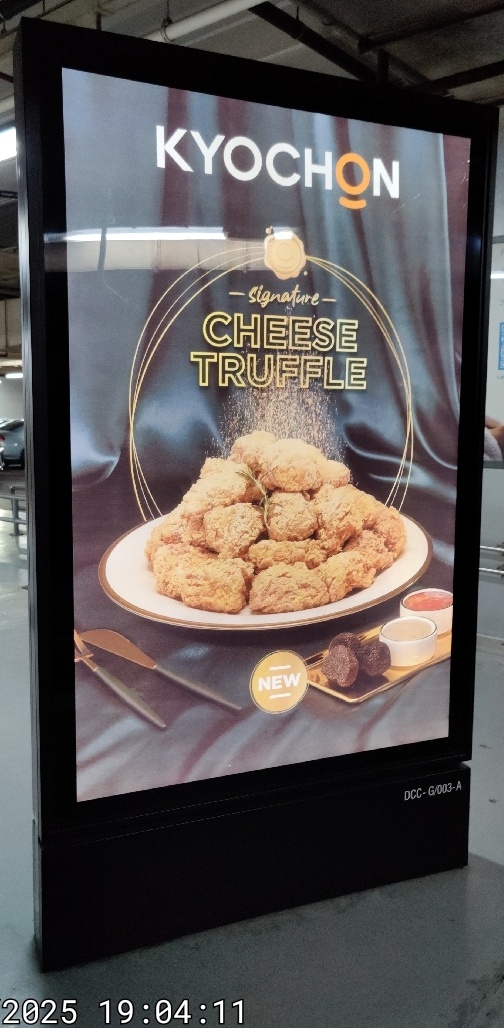 KYOCHON
Signature
CHEESE
TRUFFLE
NEW
DCC-G/003-A
2025 19:04:11